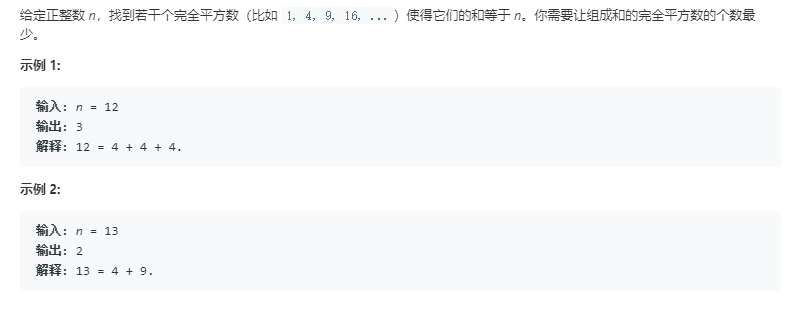 给定正整数 n，找到若干个完全平方数（比如 1, 4, 9, 16, ...）使得它们的和等于 n。你需要让组成和的完全平方数的个数最
少。
示例 1:
输入: n = 12
输出: 3
解释: 12 = 4 + 4 + 4.
示例 2:
输入: n = 13
输出: 2
解释: 13 = 4 + 9.